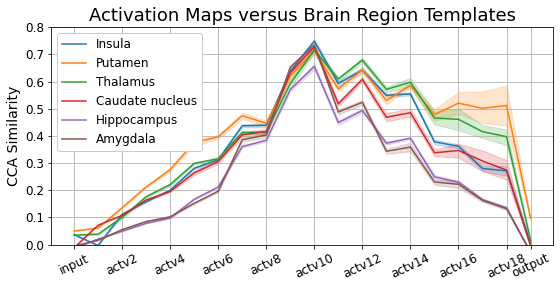 Activation Maps versus Brain Region Templates
CCA Similarity
0.8
0.7
0.6
0.5
0.4
0.3
0.2
0.1
0.0
Insula
Putamen
Thalamus
Caudate nucleus
Hippocampus
Amygdala
input actv2 actv4 actv6 actv8 actv10 actv12 actv14 actv16 actv18 output